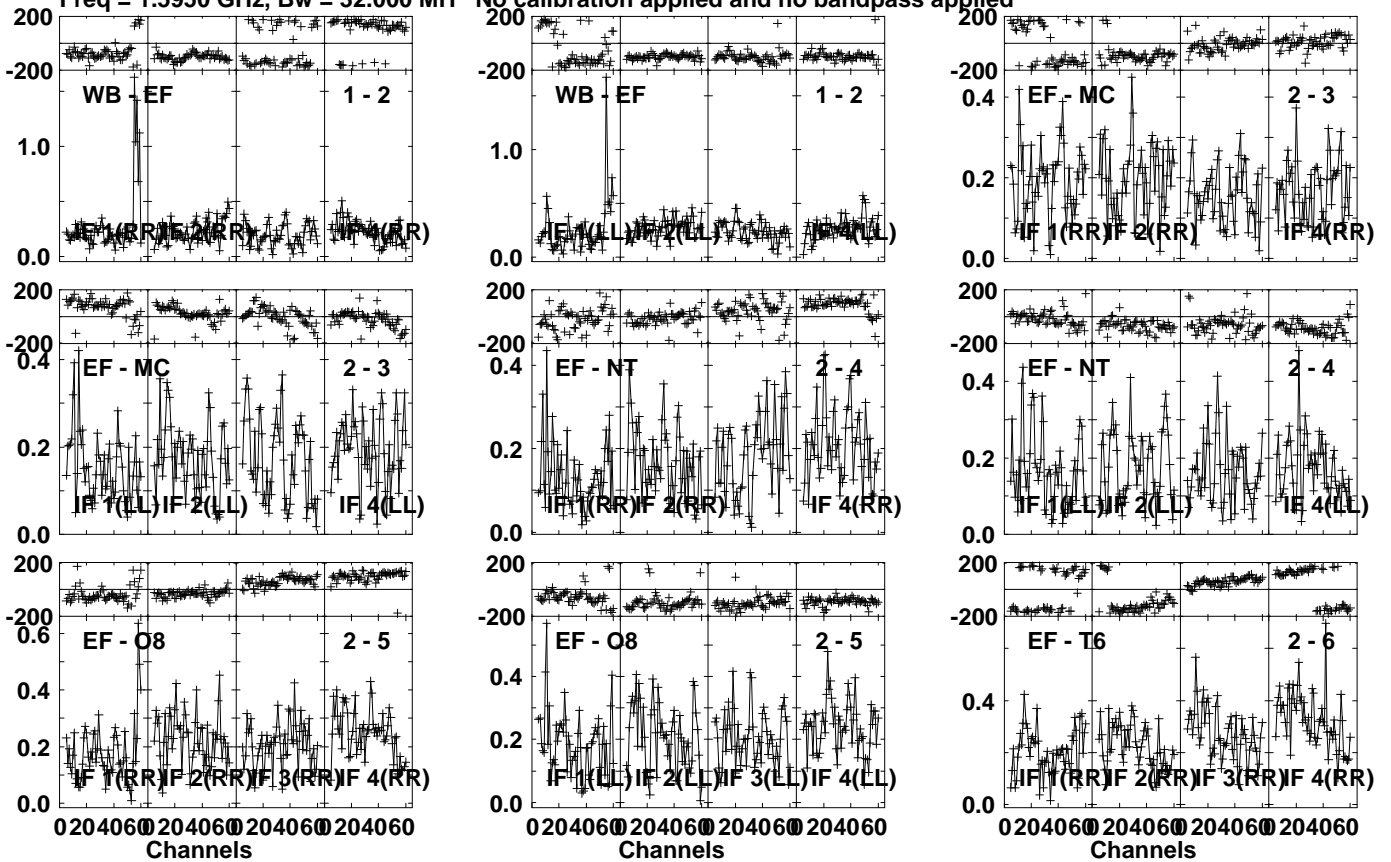 Freq = 1.5950 GHz, Bw = 32.000 MH No calibration applied and no bandpass applied
200
-200
WB - EF
1 - 2
1.0
0.0
IF 1(RR)
IF 2(RR)
IF 4(RR)
WB - EF
1 - 2
1.0
0.0
IF 1(LL)
IF 2(LL)
IF 4(LL)
200
-200
EF - MC
2 - 3
0.4
0.2
0.0
IF 1(RR)
IF 2(RR)
IF 4(RR)
200
-200
EF - MC
2 - 3
0.4
0.2
0.0
IF 1(LL)
IF 2(LL)
IF 4(LL)
200
-200
EF - NT
2 - 4
0.4
0.2
0.0
IF 1(RR)
IF 2(RR)
IF 4(RR)
200
-200
EF - NT
2 - 4
0.4
0.2
0.0
IF 1(LL)
IF 2(LL)
IF 4(LL)
200
-200
EF - O8
2 - 5
0.6
0.4
0.2
0.0
IF 1(RR)
IF 2(RR)
IF 3(RR)
IF 4(RR)
0 20 40 60 0 20 40 60 0 20 40 60 0 20 40 60
Channels
200
-200
EF - O8
2 - 5
0.4
0.2
0.0
IF 1(LL)
IF 2(LL)
IF 3(LL)
IF 4(LL)
0 20 40 60 0 20 40 60 0 20 40 60 0 20 40 60
Channels
200
-200
EF - T6
2 - 6
0.4
0.0
IF 1(RR)
IF 2(RR)
IF 3(RR)
IF 4(RR)
0 20 40 60 0 20 40 60 0 20 40 60 0 20 40 60
Channels